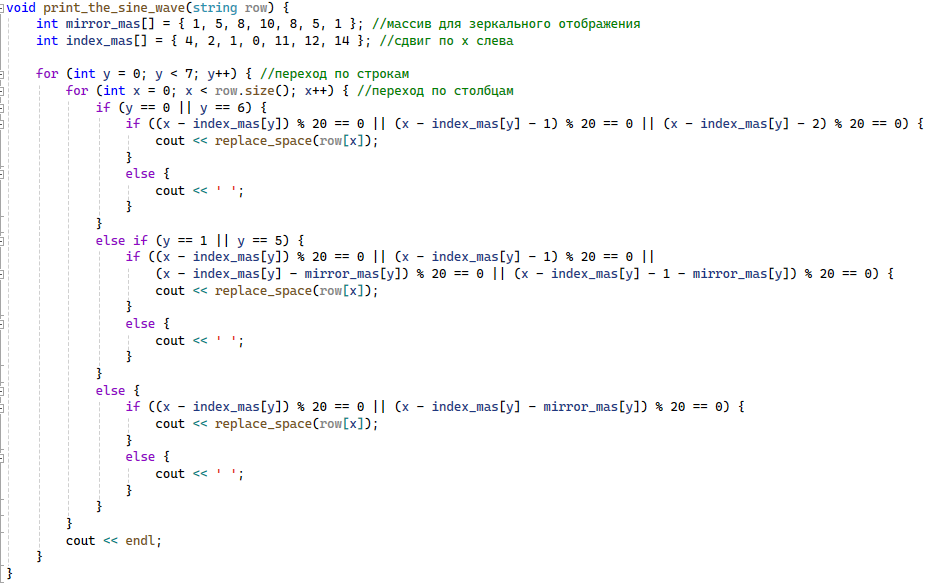 void print_the_sine_wave(string row) {
    int mirror_mas[] = { 1, 5, 8, 10, 8, 5, 1 }; //массив для зеркального отображения
    int index_mas[] = { 4, 2, 1, 0, 11, 12, 14 }; //сдвиг по x слева

    for (int y = 0; y < 7; y++) { //переход по строкам
        for (int x = 0; x < row.size(); x++) { //переход по столбцам
            if (y == 0 || y == 6) {
                if ((x - index_mas[y]) % 20 == 0 || (x - index_mas[y] - 1) % 20 == 0 || (x - index_mas[y] - 2) % 20 == 0) {
                    cout << replace_space(row[x]);
                }
                else {
                    cout << ' ';
                }
            }
            else if (y == 1 || y == 5) {
                if ((x - index_mas[y]) % 20 == 0 || (x - index_mas[y] - 1) % 20 == 0 ||
                    (x - index_mas[y] - mirror_mas[y]) % 20 == 0 || (x - index_mas[y] - 1 - mirror_mas[y]) % 20 == 0) {
                    cout << replace_space(row[x]);
                }
                else {
                    cout << ' ';
                }
            }
            else {
                if ((x - index_mas[y]) % 20 == 0 || (x - index_mas[y] - mirror_mas[y]) % 20 == 0) {
                    cout << replace_space(row[x]);
                }
                else {
                    cout << ' ';
                }
            }
        }
        cout << endl;
    }
}